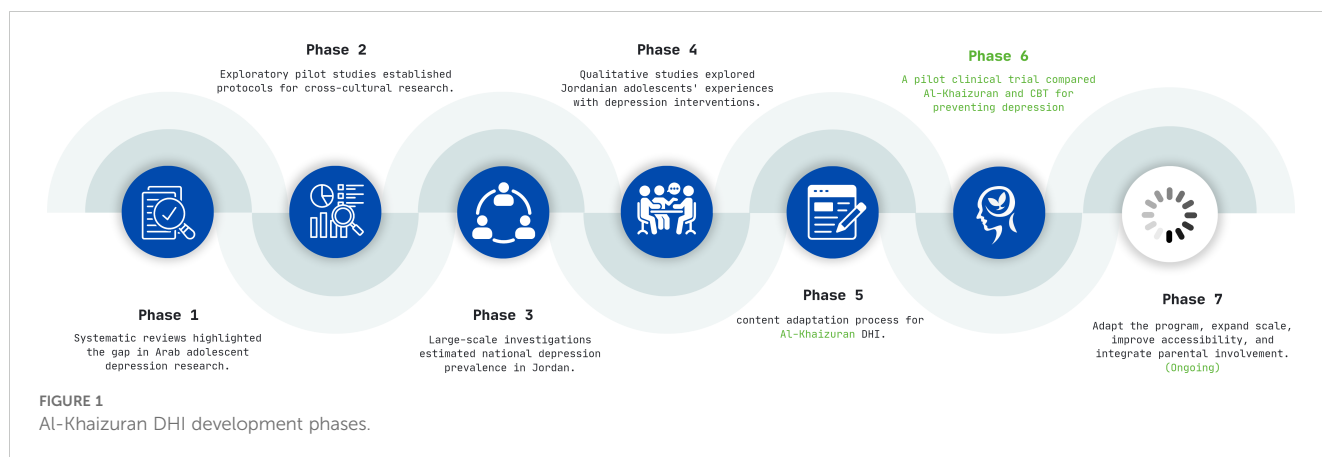 Phase 1
Systematic reviews highlighted
the gap in Arab adolescent
depression research.
Phase 2
Exploratory pilot studies established
protocols for cross-cultural research.
Phase 3
Large-scale investigations
estimated national depression
prevalence in Jordan.
Phase 4
Qualitative studies explored
Jordanian adolescents' experiences
with depression interventions.
Phase 5
content adaptation process for
Al-Khaizuran DHI.
Phase 6
A pilot clinical trial compared
Al-Khaizuran and CBT for
preventing depression
Phase 7
Adapt the program, expand scale,
improve accessibility, and
integrate parental involvement.
(Ongoing)
FIGURE 1
Al-Khaizuran DHI development phases.